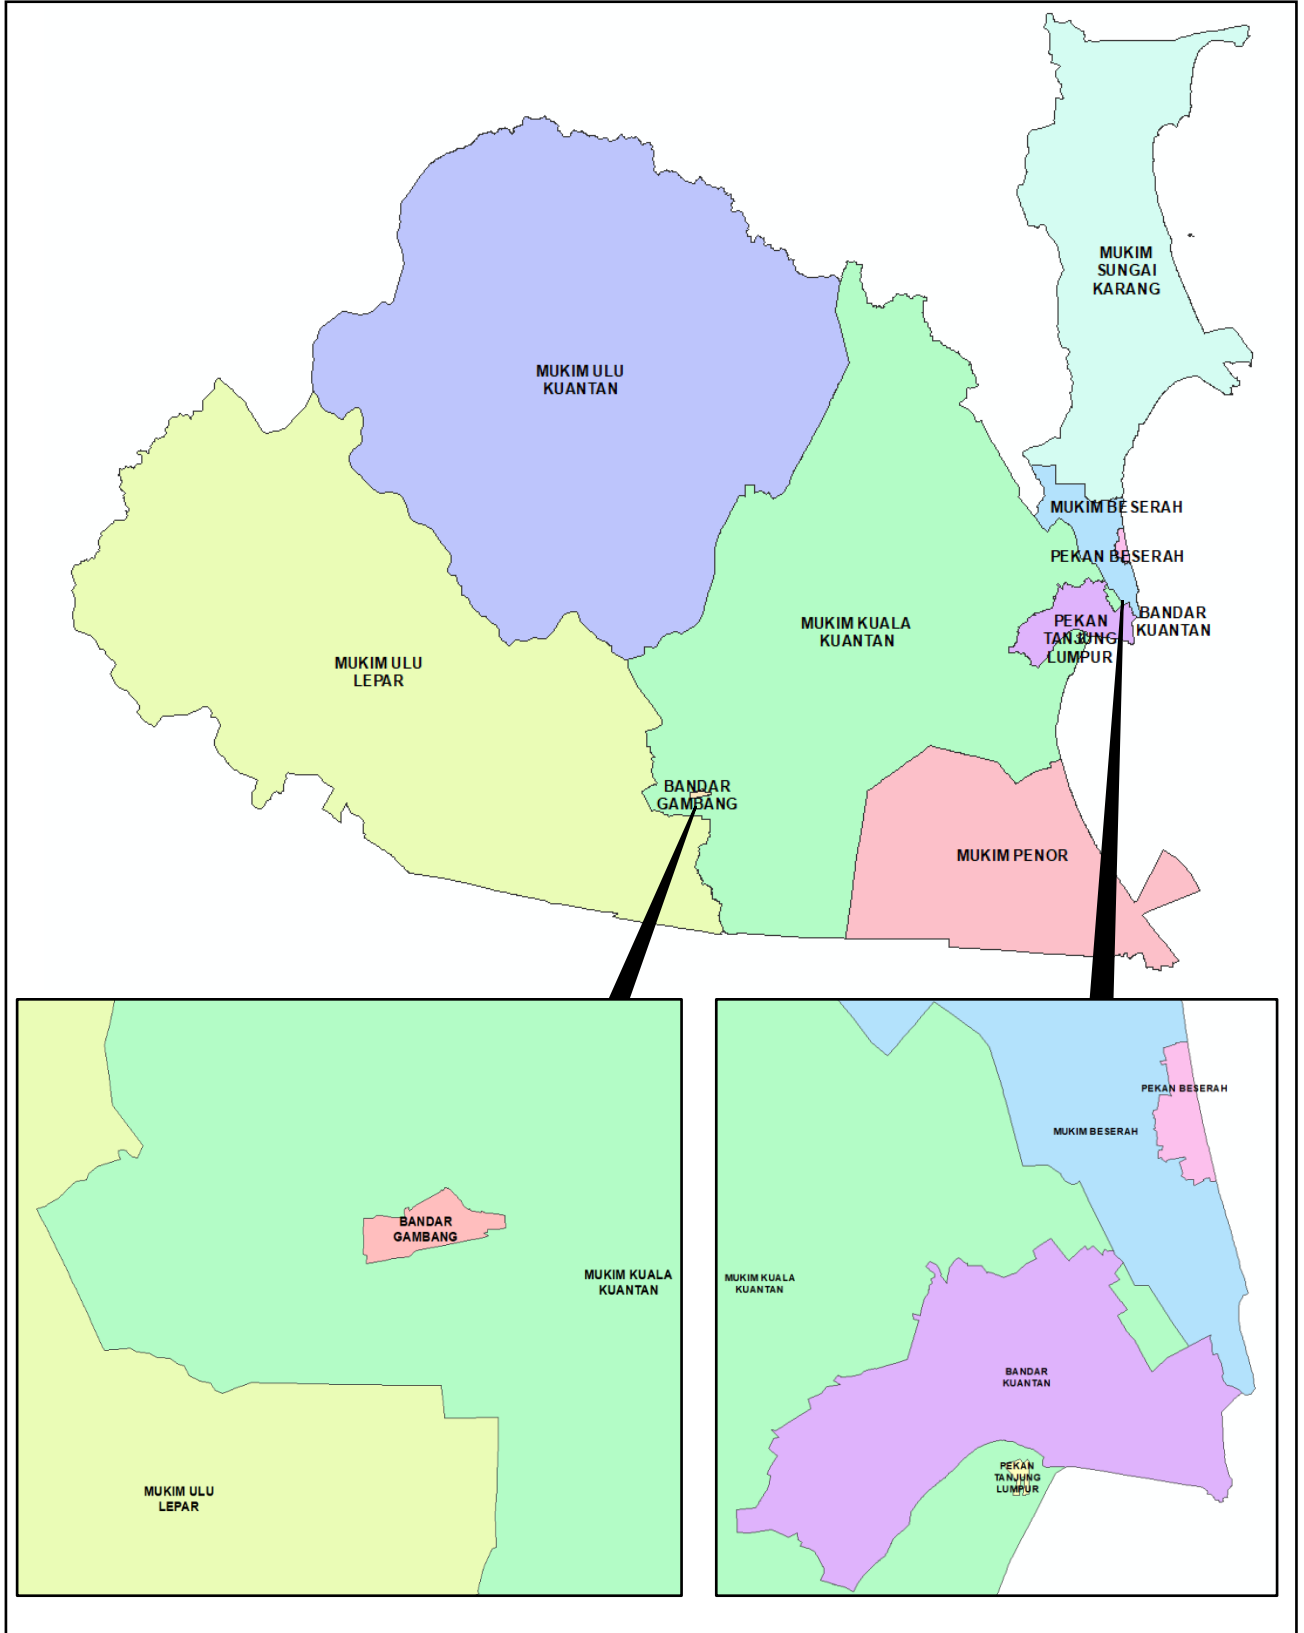 MUKIM
SUNGAI
KARANG
MUKIM ULU
KUANTAN
MUKIM BESERAH
PEKAN BESERAH
MUKIM KUALA
KUANTAN
PEKAN
TANJUNG
LUMPUR
BANDAR
KUANTAN
MUKIM ULU
LEPAR
BANDAR
GAMBANG
MUKIM PENOR
BANDAR
GAMBANG
MUKIM KUALA
KUANTAN
MUKIM ULU
LEPAR
PEKAN BESERAH
MUKIM BESERAH
MUKIM KUALA
KUANTAN
BANDAR
KUANTAN
PEKAN
TANJUNG
LUMPUR